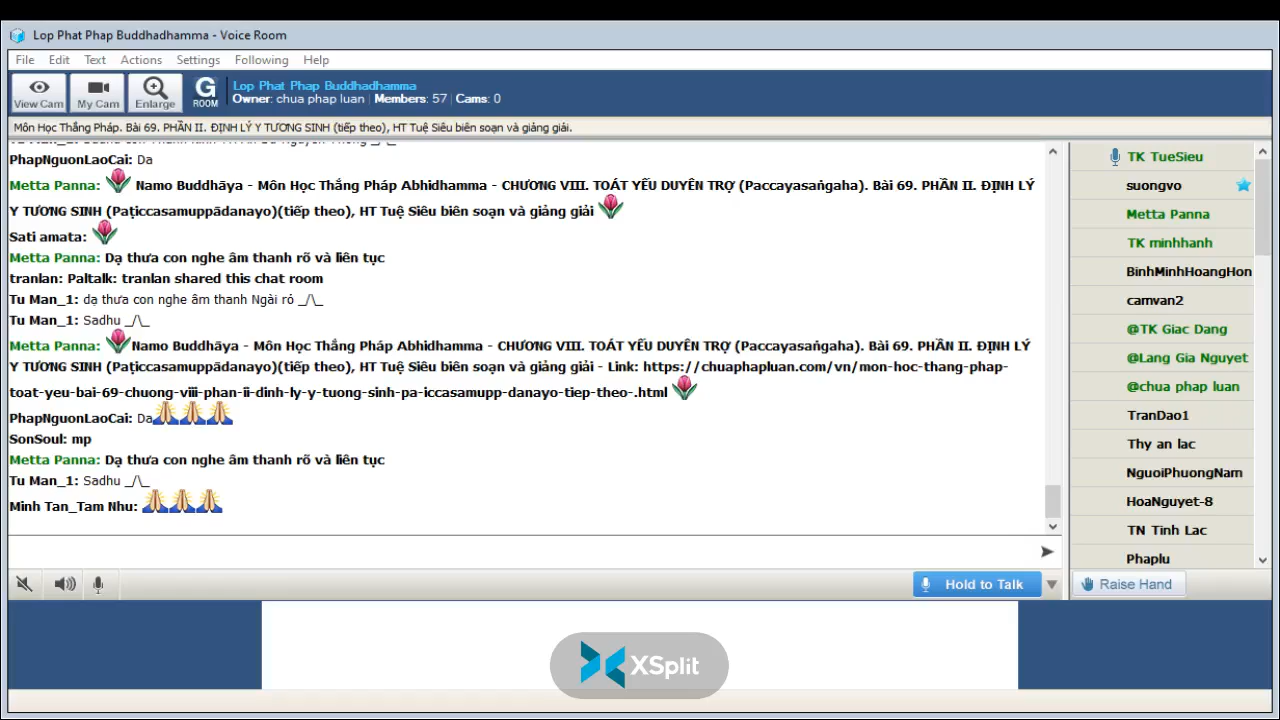 Lop Phat Phap Buddhadhamma - Voice Room
File Edit Text Actions Settings Following Help
View Cam My Cam Enlarge G ROOM
Lop Phat Phap Buddhadhamma
Owner: chua phap luan | Members: 57 | Cams: 0
Môn Học Thắng Pháp. Bài 69. PHẦN II. ĐỊNH LÝ Y TƯƠNG SINH (tiếp theo), HT Tuệ Siêu biên soạn và giảng giải.
PhapNguonLaoCai: Da
Metta Panna: Namo Buddhāya - Môn Học Thắng Pháp Abhidhamma - CHƯƠNG VIII. TOÁT YẾU DUYÊN TRỢ (Paccayasaṅgaha). Bài 69. PHẦN II. ĐỊNH LÝ
Y TƯƠNG SINH (Paṭiccasamuppādanayo)(tiếp theo), HT Tuệ Siêu biên soạn và giảng giải
Sati amata:
Metta Panna: Dạ thưa con nghe âm thanh rõ và liên tục
tranlan: Paltalk: tranlan shared this chat room
Tu Man_1: dạ thưa con nghe âm thanh Ngài rỏ _/\_
Tu Man_1: Sadhu _/\_
Metta Panna: Namo Buddhāya - Môn Học Thắng Pháp Abhidhamma - CHƯƠNG VIII. TOÁT YẾU DUYÊN TRỢ (Paccayasaṅgaha). Bài 69. PHẦN II. ĐỊNH LÝ
Y TƯƠNG SINH (Paṭiccasamuppādanayo)(tiếp theo), HT Tuệ Siêu biên soạn và giảng giải - Link: https://chuaphapluan.com/vn/mon-hoc-thang-phap-
toat-yeu-bai-69-chuong-viii-phan-ii-dinh-ly-y-tuong-sinh-pa-iccasamupp-danayo-tiep-theo-.html
PhapNguonLaoCai: Da
SonSoul: mp
Metta Panna: Dạ thưa con nghe âm thanh rõ và liên tục
Tu Man_1: Sadhu _/\_
Minh Tan_Tam Nhu:
TK TueSieu
suongvo
Metta Panna
TK minhhanh
BinhMinhHoangHon
camvan2
@TK Giac Dang
@Lang Gia Nguyet
@chua phap luan
TranDao1
Thy an lac
NguoiPhuongNam
HoaNguyet-8
TN Tinh Lac
Phaplu
Hold to Talk
Raise Hand
XSplit